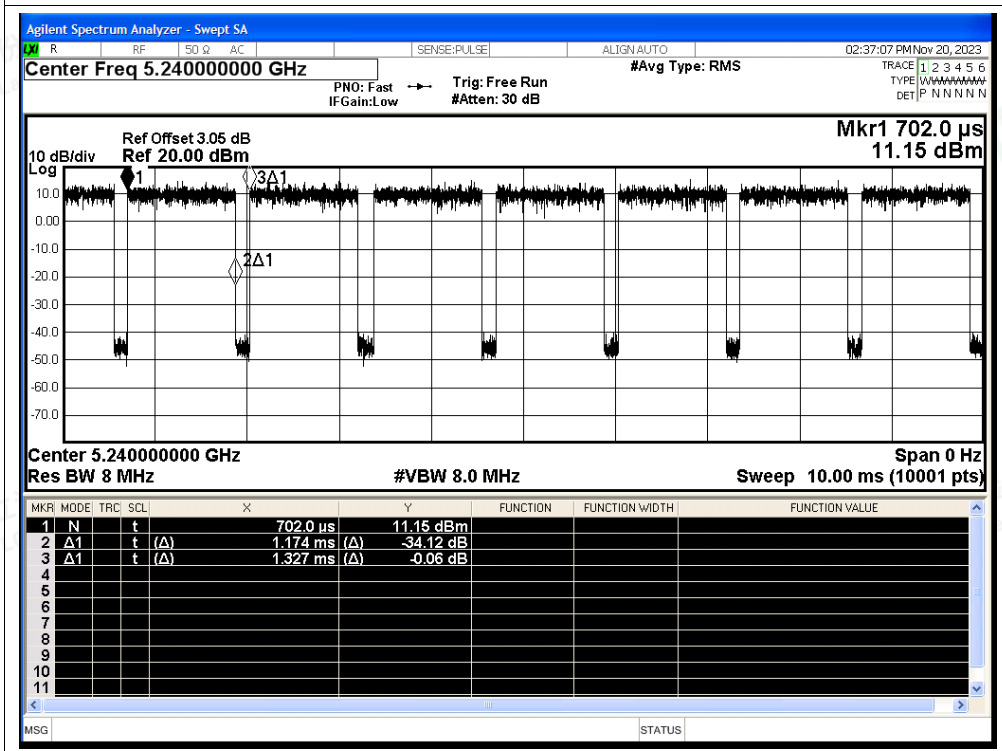 Agilent Spectrum Analyzer - Swept SA
LXI R RF 50 Ω AC SENSE:PULSE ALIGN AUTO 02:37:07 PM Nov 20, 2023
Center Freq 5.240000000 GHz #Avg Type: RMS TRACE 1 2 3 4 5 6
PNO: Fast Trig: Free Run TYPE WWWWWW
IFGain:Low #Atten: 30 dB DET P N N N N N
Mkr1 702.0 µs
11.15 dBm
Ref Offset 3.05 dB
10 dB/div Ref 20.00 dBm
Log
1 3Δ1
10.0
0.00
-10.0
2Δ1
-20.0
-30.0
-40.0
-50.0
-60.0
-70.0
Center 5.240000000 GHz Span 0 Hz
Res BW 8 MHz #VBW 8.0 MHz Sweep 10.00 ms (10001 pts)
MKR MODE TRC SCL X Y FUNCTION FUNCTION WIDTH FUNCTION VALUE
1 N t 702.0 µs 11.15 dBm
2 Δ1 t (Δ) 1.174 ms (Δ) -34.12 dB
3 Δ1 t (Δ) 1.327 ms (Δ) -0.06 dB
4
5
6
7
8
9
10
11
MSG STATUS